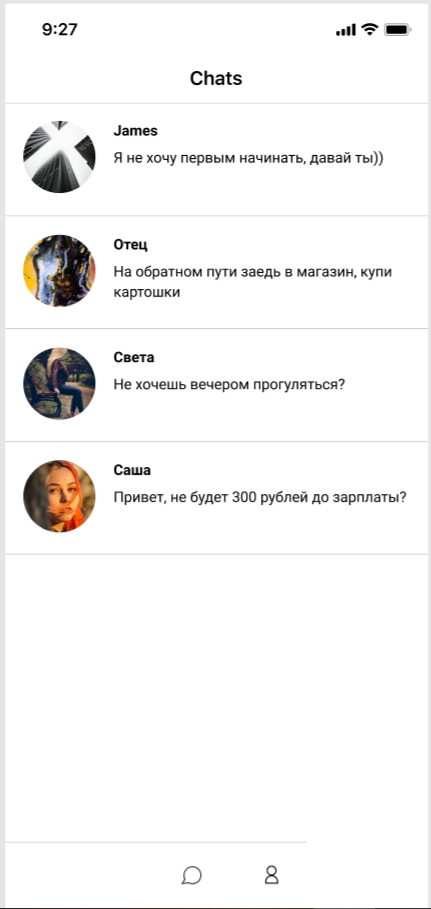 9:27
Chats
James
Я не хочу первым начинать, давай ты))
Отец
На обратном пути заедь в магазин, купи
картошки
Света
Не хочешь вечером прогуляться?
Саша
Привет, не будет 300 рублей до зарплаты?